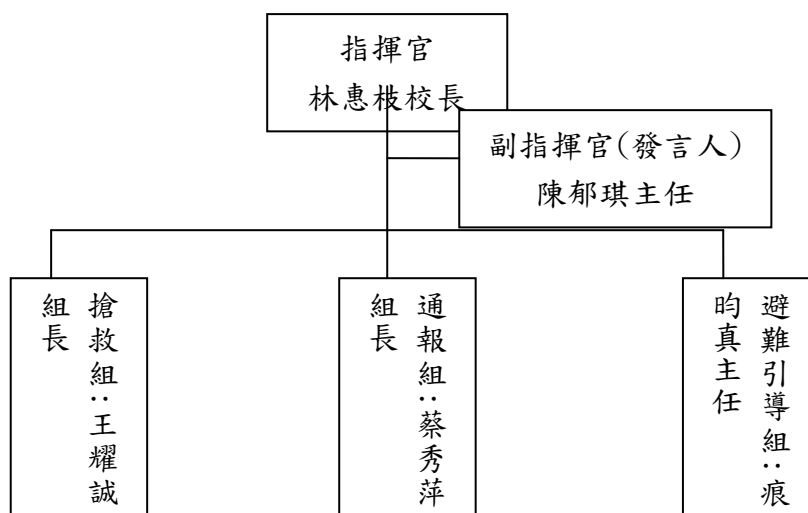 指揮官
林惠枝校長
副指揮官(發言人)
陳郁琪主任
搶救組:王耀誠
組長
通報組:蔡秀萍
組長
避難引導組:痕
昀真主任